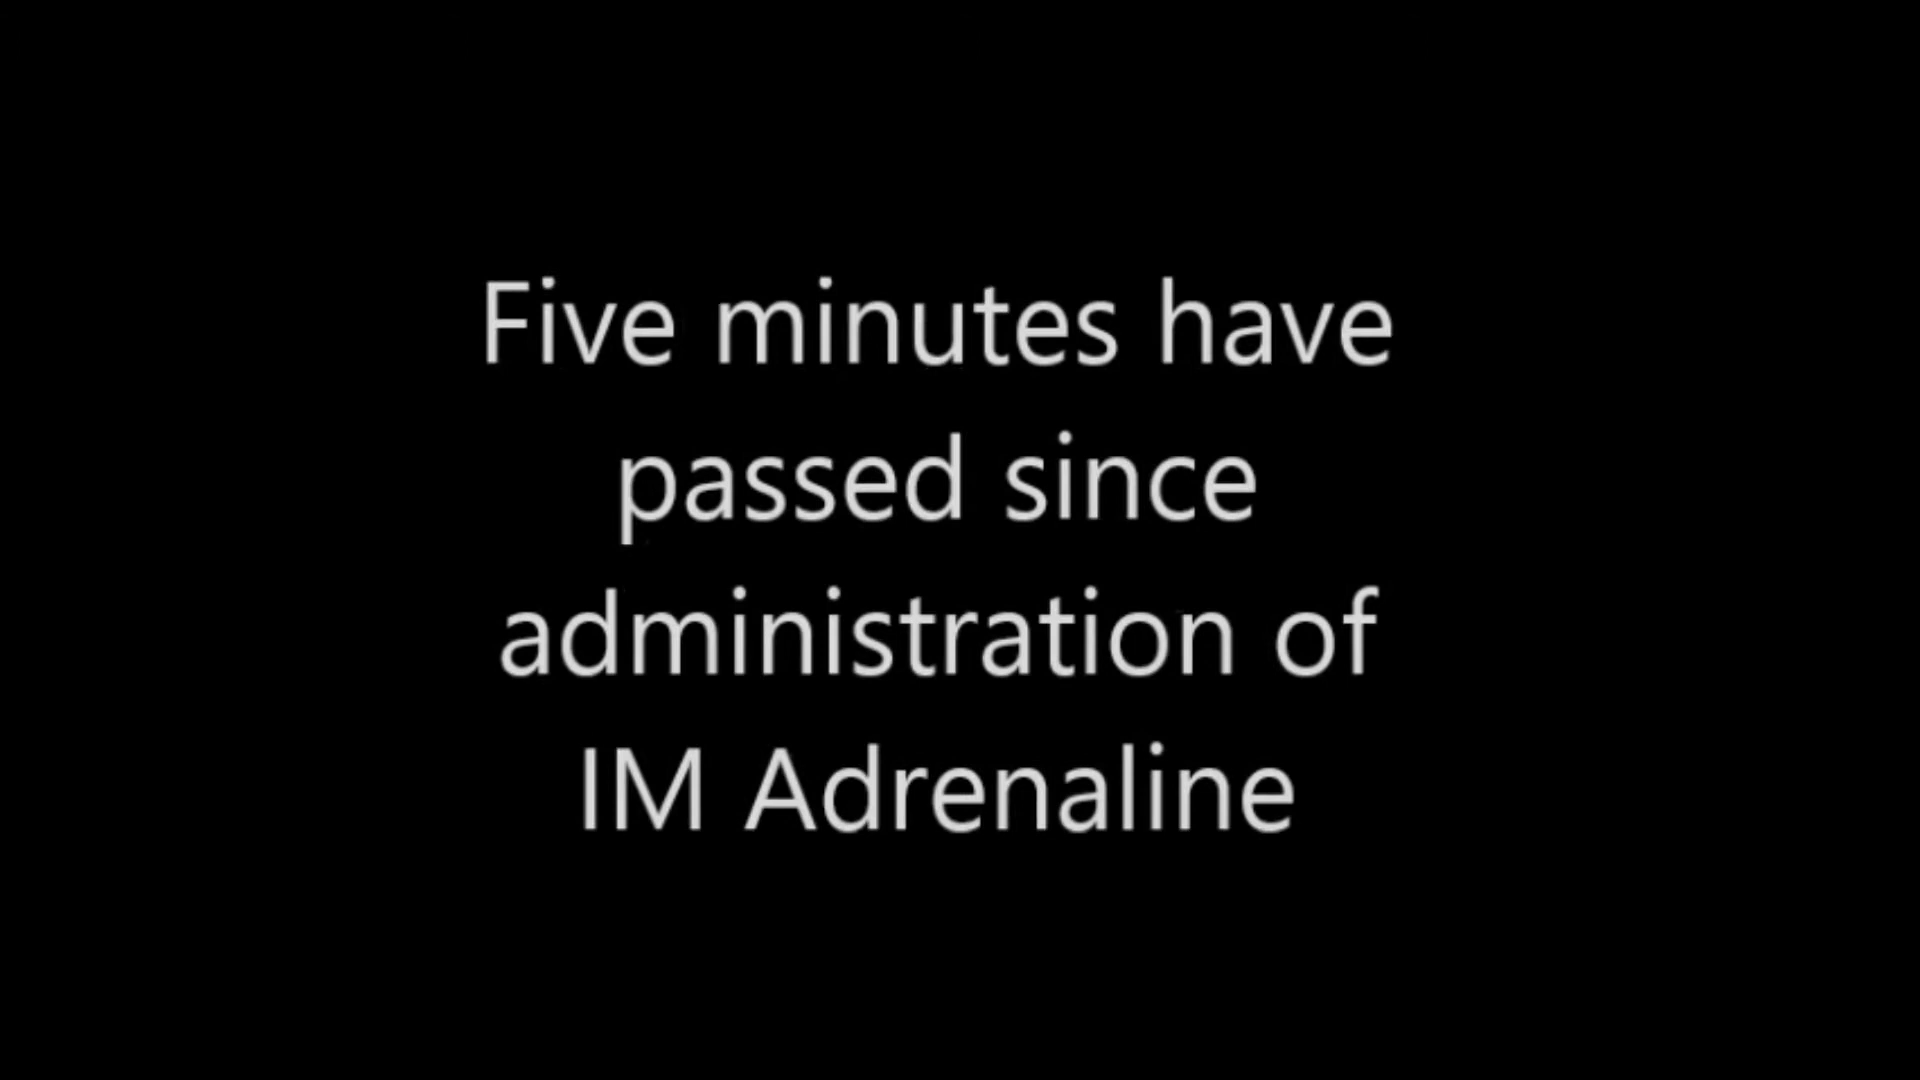 Five minutes have
passed since
administration of
IM Adrenaline